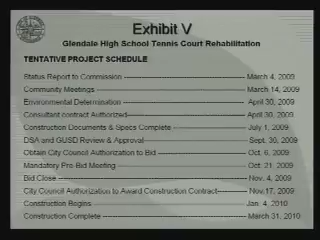 Exhibit V
Glendale High School Tennis Court Rehabilitation
TENTATIVE PROJECT SCHEDULE
Status Report to Commission ---------------------------------------- March 4, 2009
Community Meetings ------------------------------------------------- March 14, 2009
Environmental Determination ---------------------------------------- April 30, 2009
Consultant contract Authorized--------------------------------------- April 30, 2009
Construction Documents & Specs Complete ------------------------ July 1, 2009
DSA and GUSD Review & Approval----------------------------------- Sept. 30, 2009
Obtain City Council Authorization to Bid ----------------------------- Oct. 6, 2009
Mandatory Pre-Bid Meeting ------------------------------------------ Oct. 21, 2009
Bid Close -------------------------------------------------------------- Nov. 4, 2009
City Council Authorization to Award Construction Contract---------- Nov.17, 2009
Construction Begins -------------------------------------------------- Jan. 4, 2010
Construction Complete ----------------------------------------------- March 31, 2010